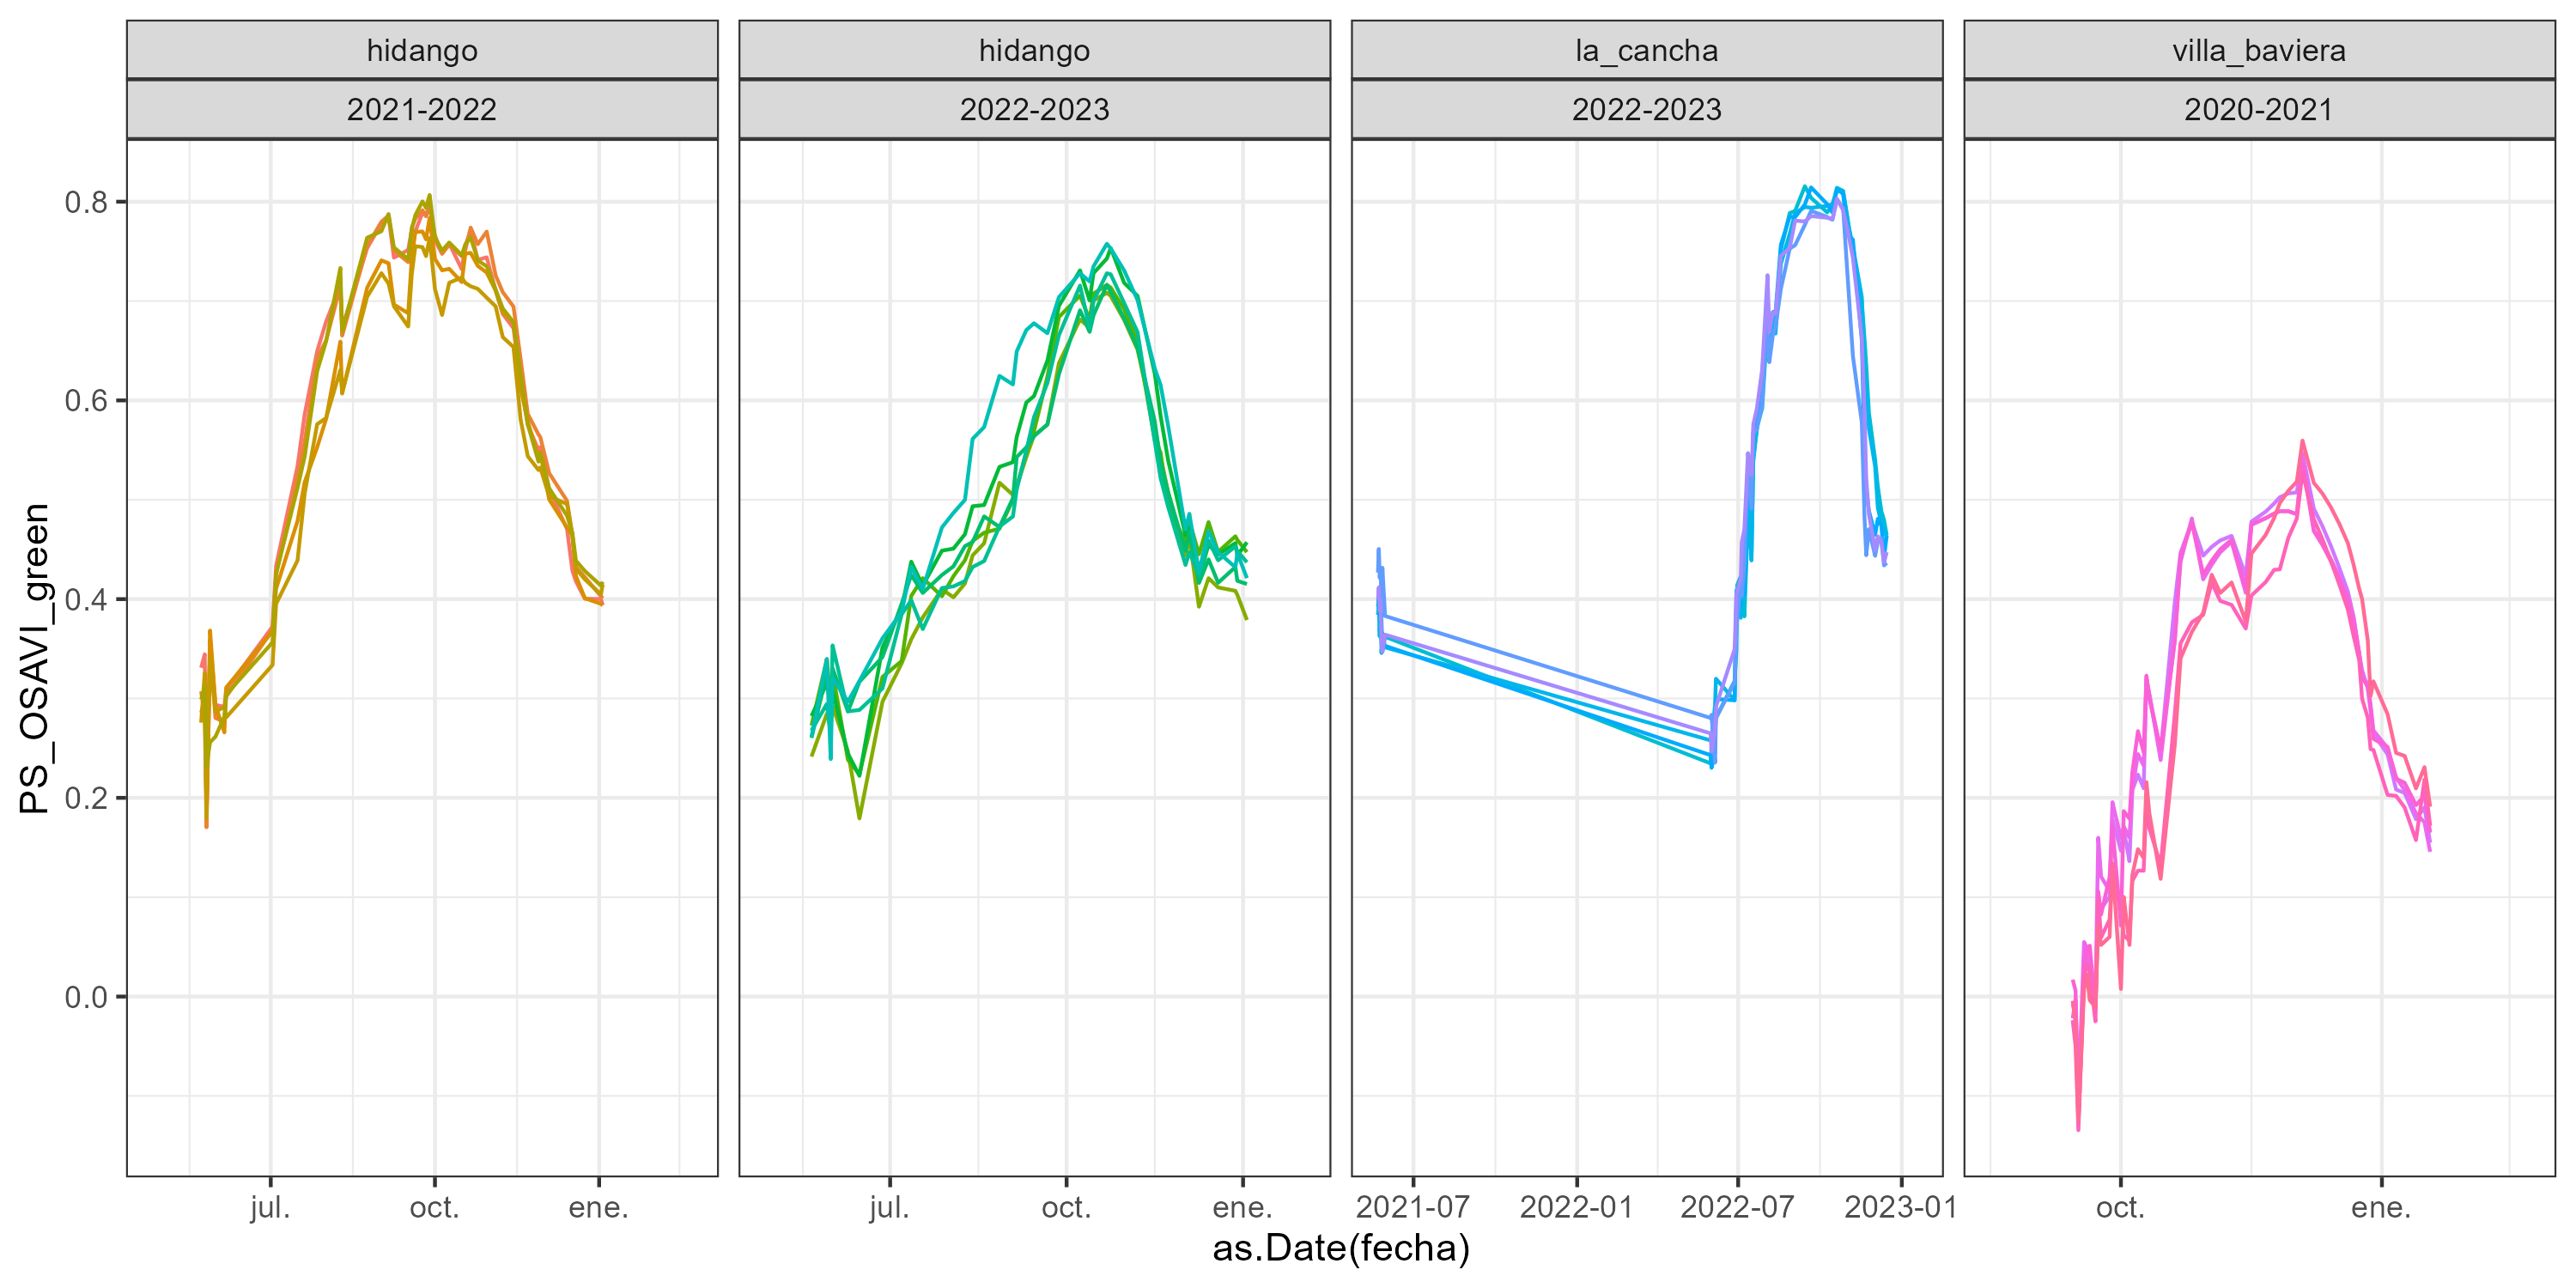 hidango
hidango
la_cancha
villa_baviera
2021-2022
2022-2023
2022-2023
2020-2021
PS_OSAVI_green
0.8
0.6
0.4
0.2
0.0
jul.
oct.
ene.
jul.
oct.
ene.
2021-07
2022-01
2022-07
2023-01
oct.
ene.
as.Date(fecha)